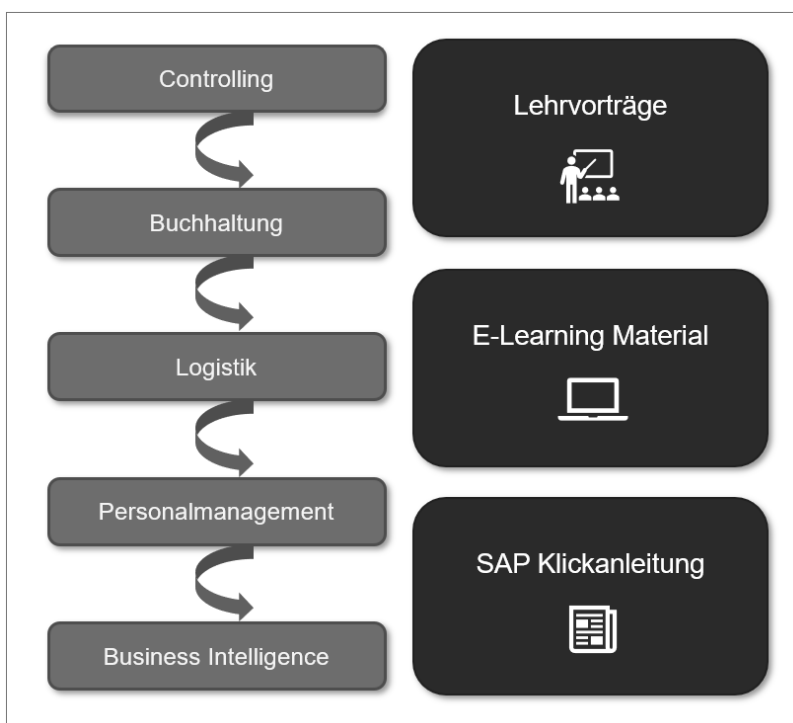 Controlling
Buchhaltung
Logistik
Personalmanagement
Business Intelligence
Lehrvorträge
E-Learning Material
SAP Klickanleitung